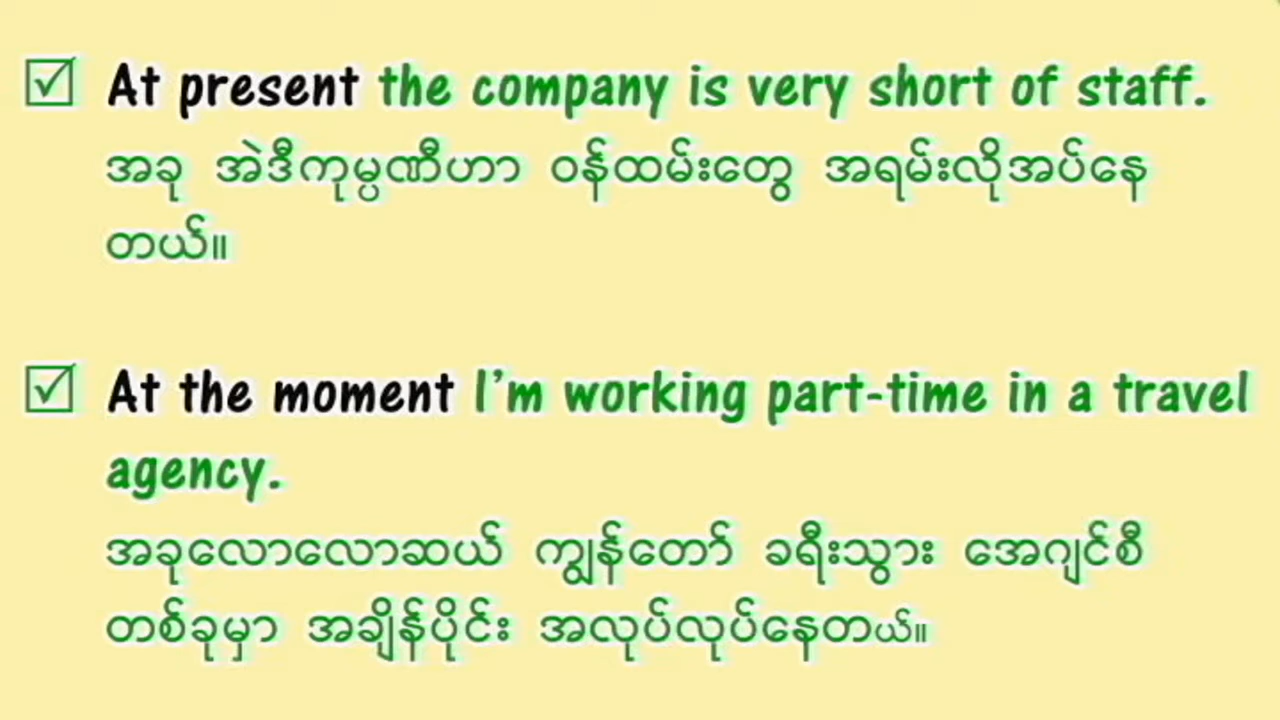 At present the company is very short of staff.
အခု အဲဒီကုမ္ပဏီဟာ ဝန်ထမ်းတွေ အရမ်းလိုအပ်နေ
တယ်။
At the moment I’m working part-time in a travel
agency.
အခုလောလောဆယ် ကျွန်တော် ခရီးသွား အေဂျင်စီ
တစ်ခုမှာ အချိန်ပိုင်း အလုပ်လုပ်နေတယ်။